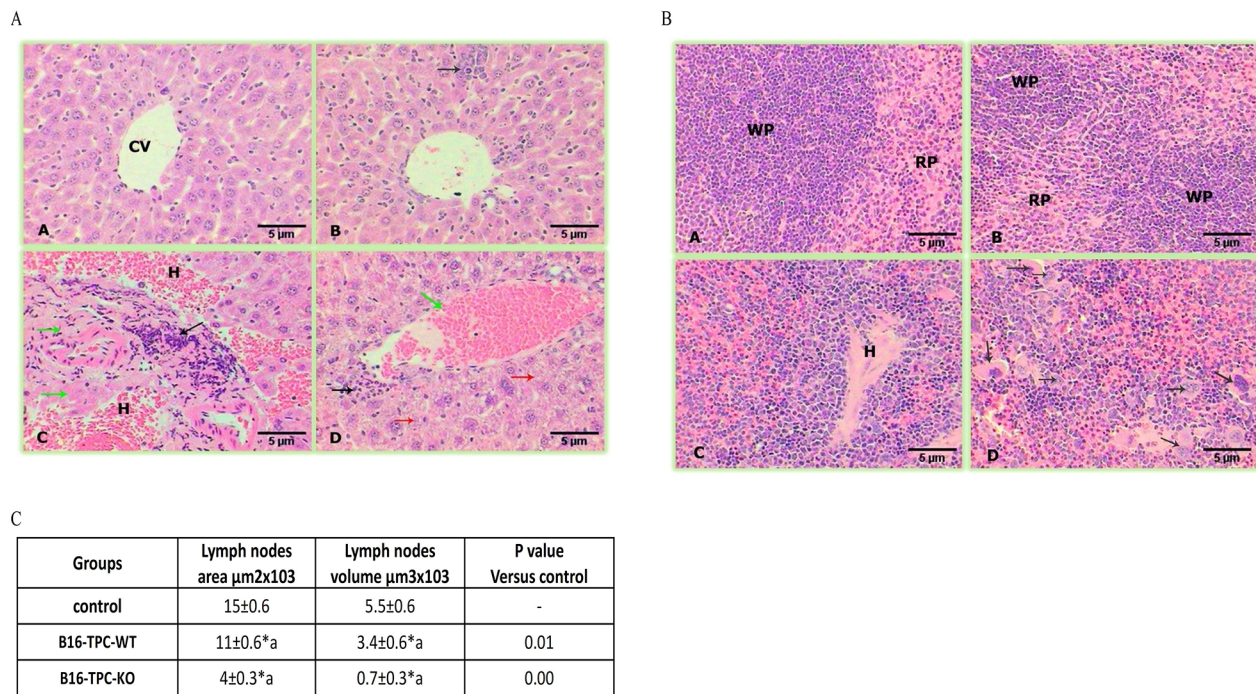 A
B
CV
A
5 µm
B
5 µm
H
H
C
5 µm
D
5 µm
WP
RP
A
5 µm
WP
RP
WP
B
5 µm
H
C
5 µm
D
5 µm
C
Groups
Lymph nodes
area µm2x103
Lymph nodes
volume µm3x103
P value
Versus control
control
15±0.6
5.5±0.6
-
B16-TPC-WT
11±0.6*a
3.4±0.6*a
0.01
B16-TPC-KO
4±0.3*a
0.7±0.3*a
0.00